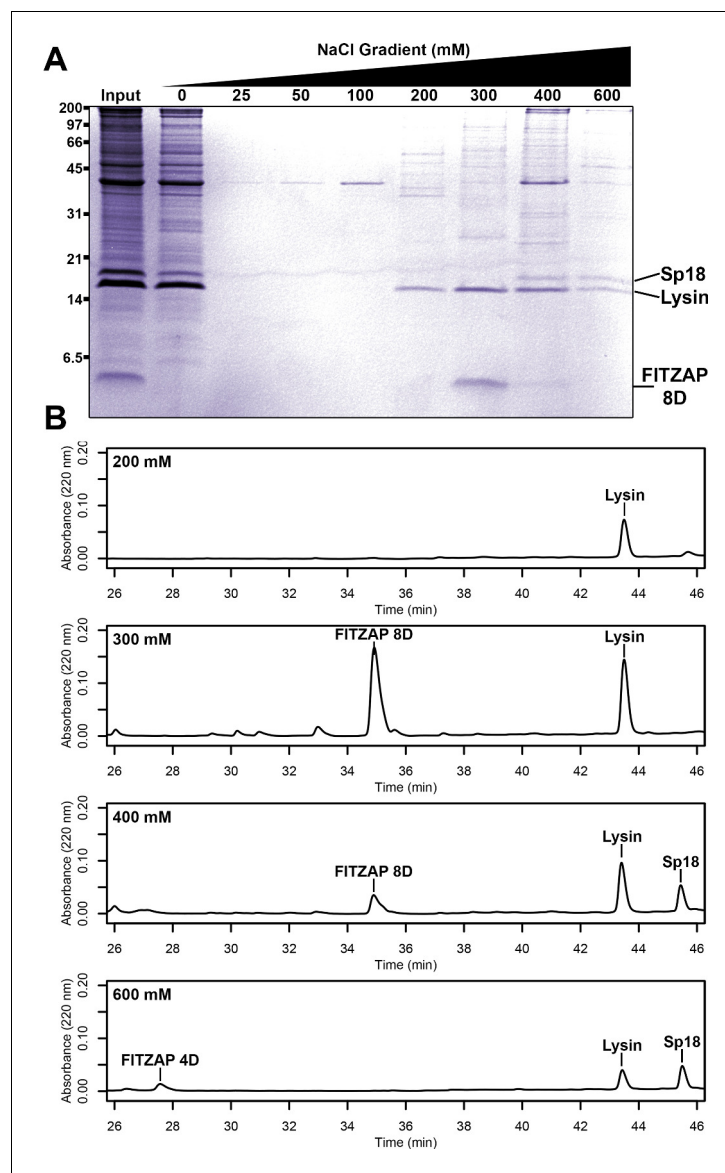 A
NaCl Gradient (mM)
Input 0 25 50 100 200 300 400 600
200
97
66
45
31
21
14
6.5
Sp18
Lysin
FITZAP
8D
B
200 mM
Lysin
Absorbance (220 nm)
0.00 0.10 0.20
26 28 30 32 34 36 38 40 42 44 46
Time (min)
300 mM
FITZAP 8D
Lysin
Absorbance (220 nm)
0.00 0.10 0.20
26 28 30 32 34 36 38 40 42 44 46
Time (min)
400 mM
FITZAP 8D
Lysin
Sp18
Absorbance (220 nm)
0.00 0.10 0.20
26 28 30 32 34 36 38 40 42 44 46
Time (min)
600 mM
FITZAP 4D
Lysin
Sp18
Absorbance (220 nm)
0.00 0.10 0.20
26 28 30 32 34 36 38 40 42 44 46
Time (min)